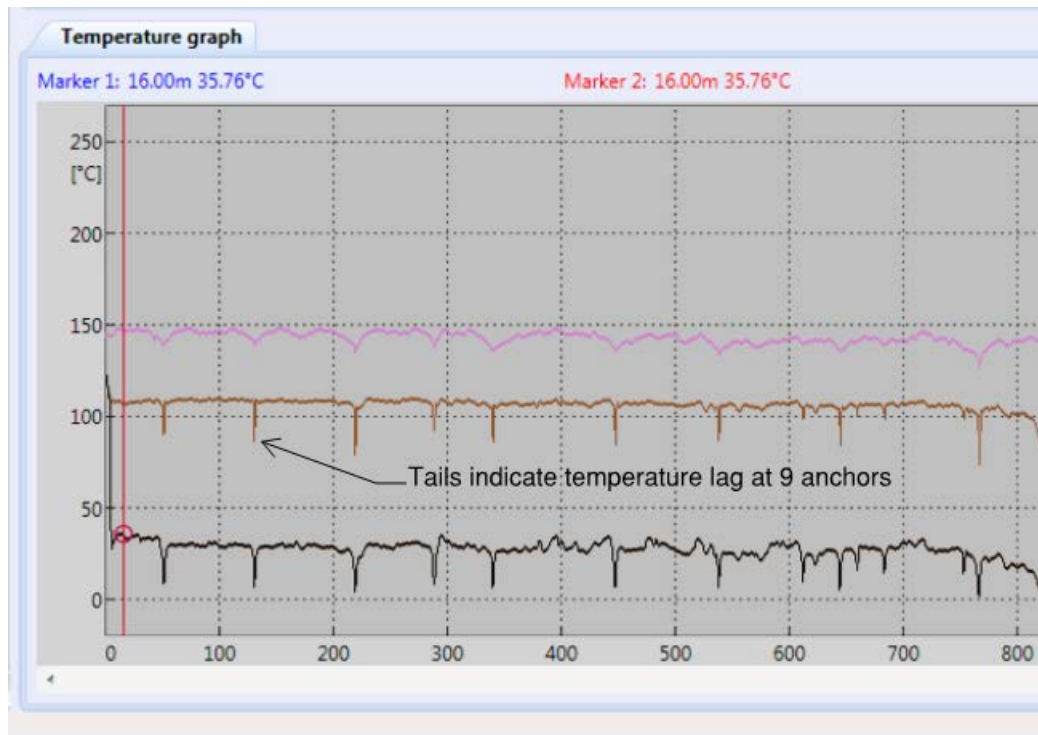 Temperature graph
Marker 1: 16.00m 35.76°C
Marker 2: 16.00m 35.76°C
250
[°C]
200
150
100
Tails indicate temperature lag at 9 anchors
50
0
0 100 200 300 400 500 600 700 800